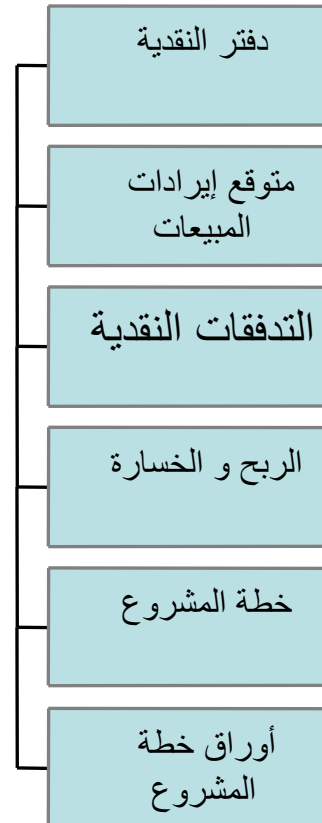 دفتر النقدية
متوقع إيرادات
المبيعات
التدفقات النقدية
الربح و الخسارة
خطة المشروع
أوراق خطة
المشروع